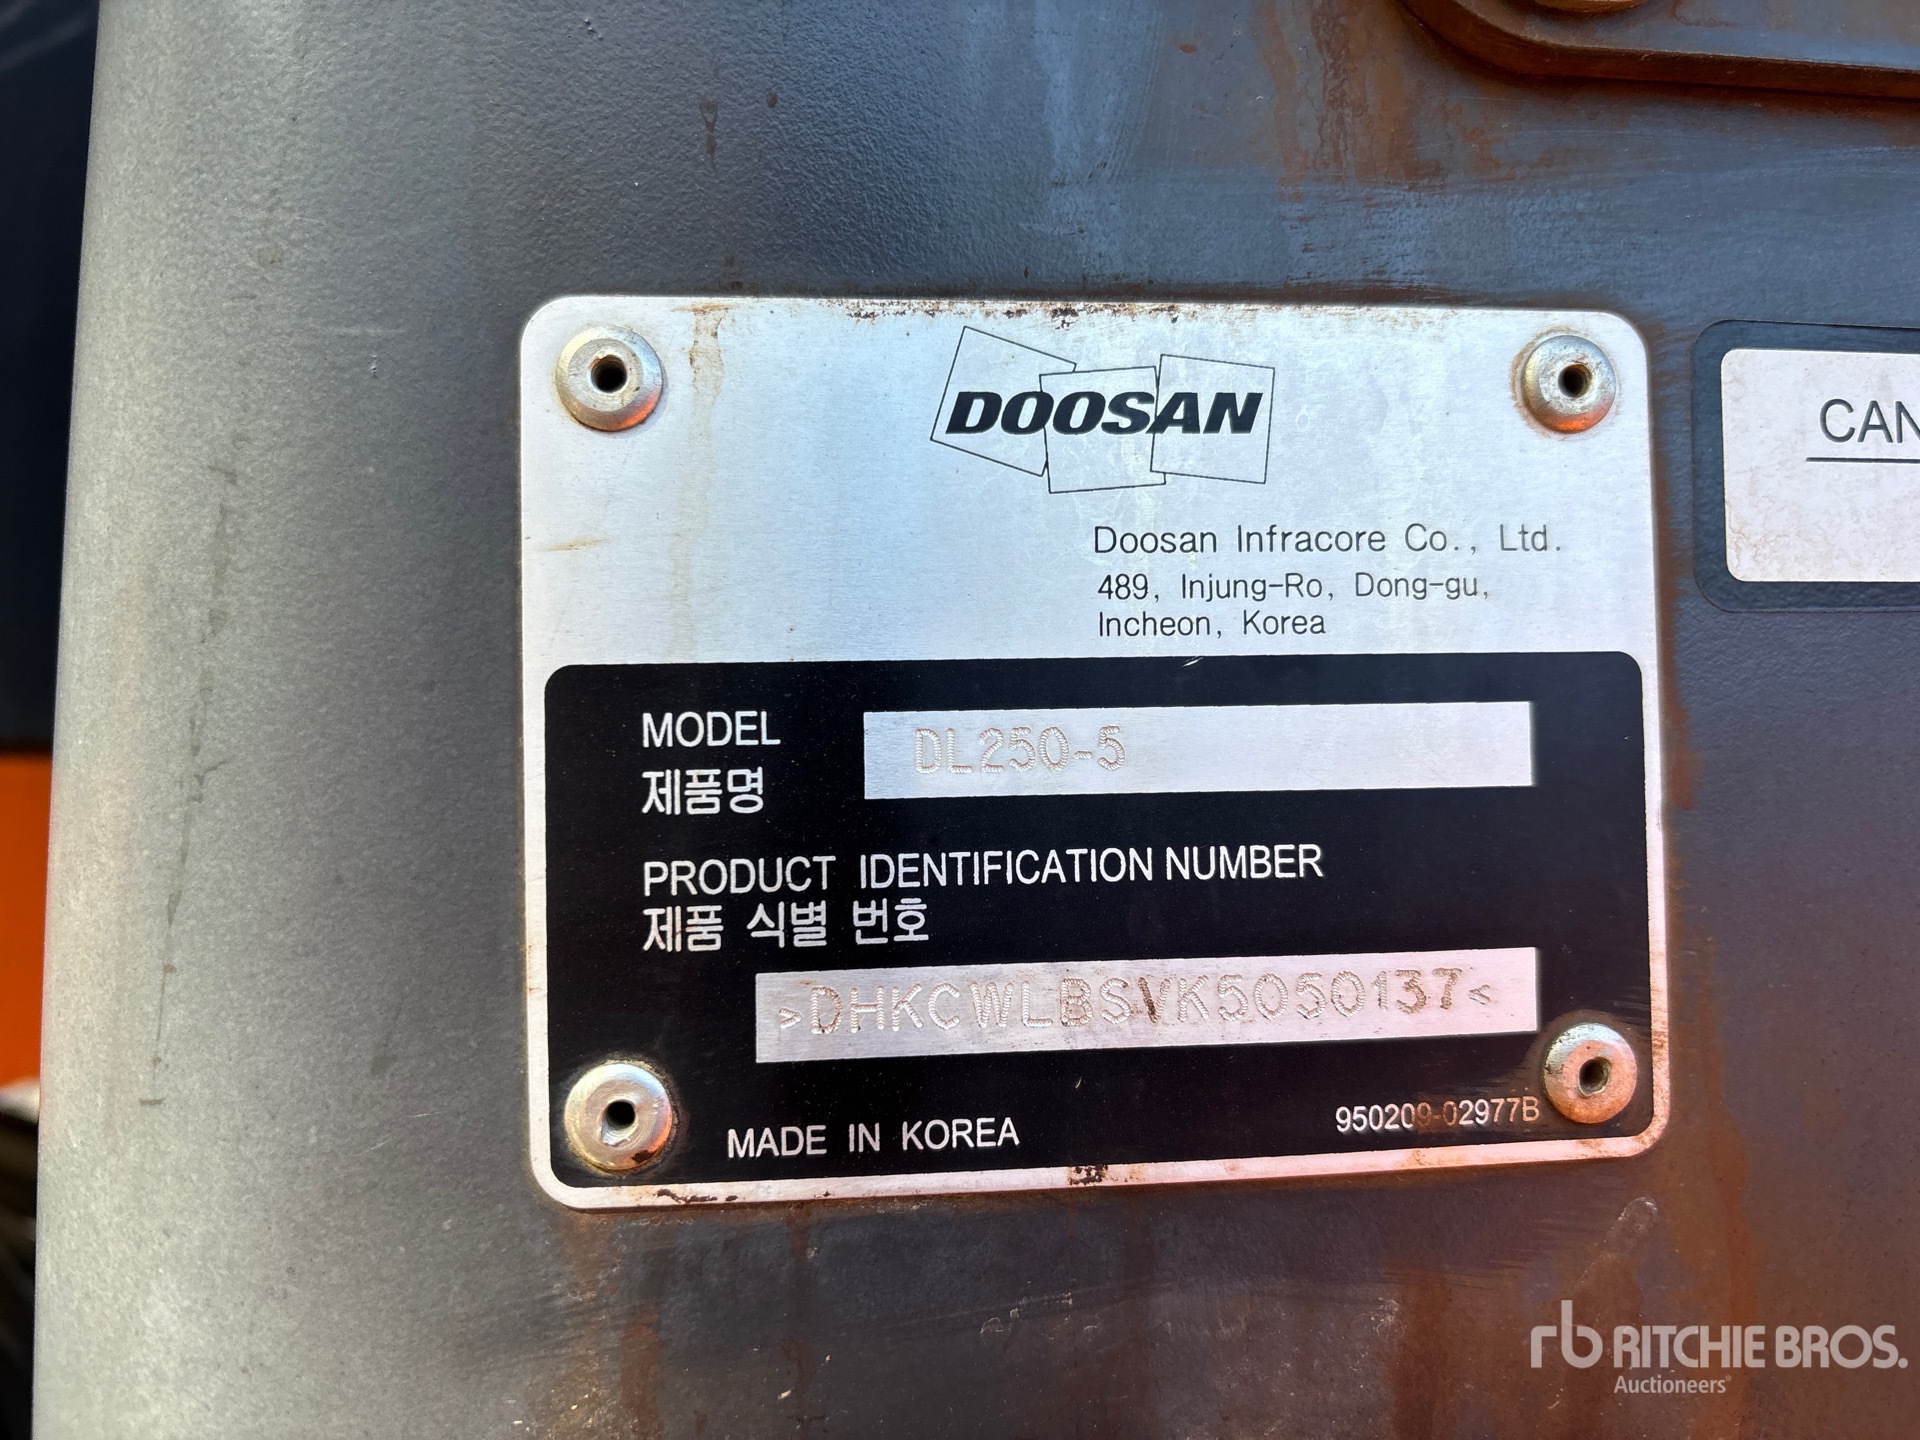 DOOSAN
Doosan Infracore Co., Ltd.
489, Injung-Ro, Dong-gu,
Incheon, Korea
CAN
MODEL DL250-5
제품명
PRODUCT IDENTIFICATION NUMBER
제품 식별 번호
>DHKCWLBSVK5050137<
MADE IN KOREA 950209-02977B
rb RITCHIE BROS.
Auctioneers